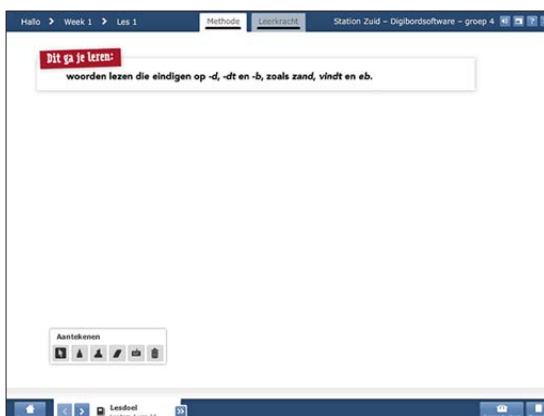 Hallo > Week 1 > Les 1
Methode
Leerkracht
Station Zuid – Digibordsoftware – groep 4
Dit ga je leren:
woorden lezen die eindigen op -d, -dt en -b, zoals zand, vindt en eb.
Aantekenen
Lesdoel